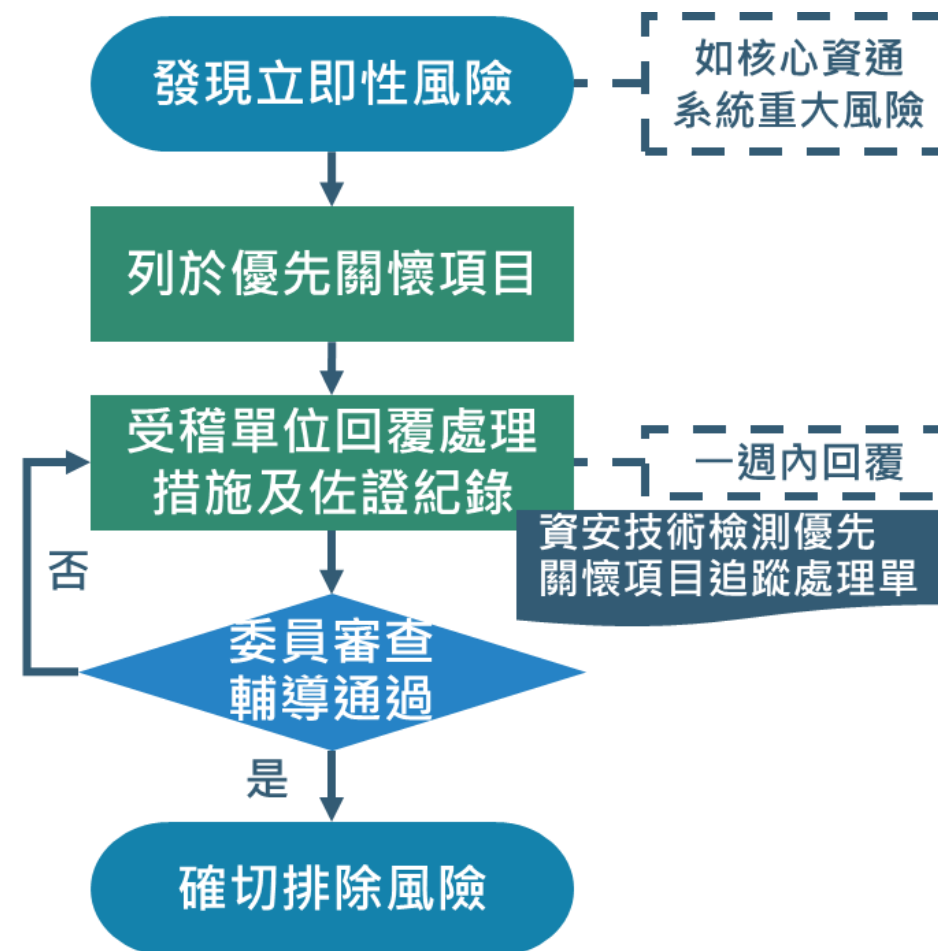 發現立即性風險
如核心資通
系統重大風險
列於優先關懷項目
受稽單位回覆處理
措施及佐證紀錄
一週內回覆
資安技術檢測優先
關懷項目追蹤處理單
否
委員審查
輔導通過
是
確切排除風險